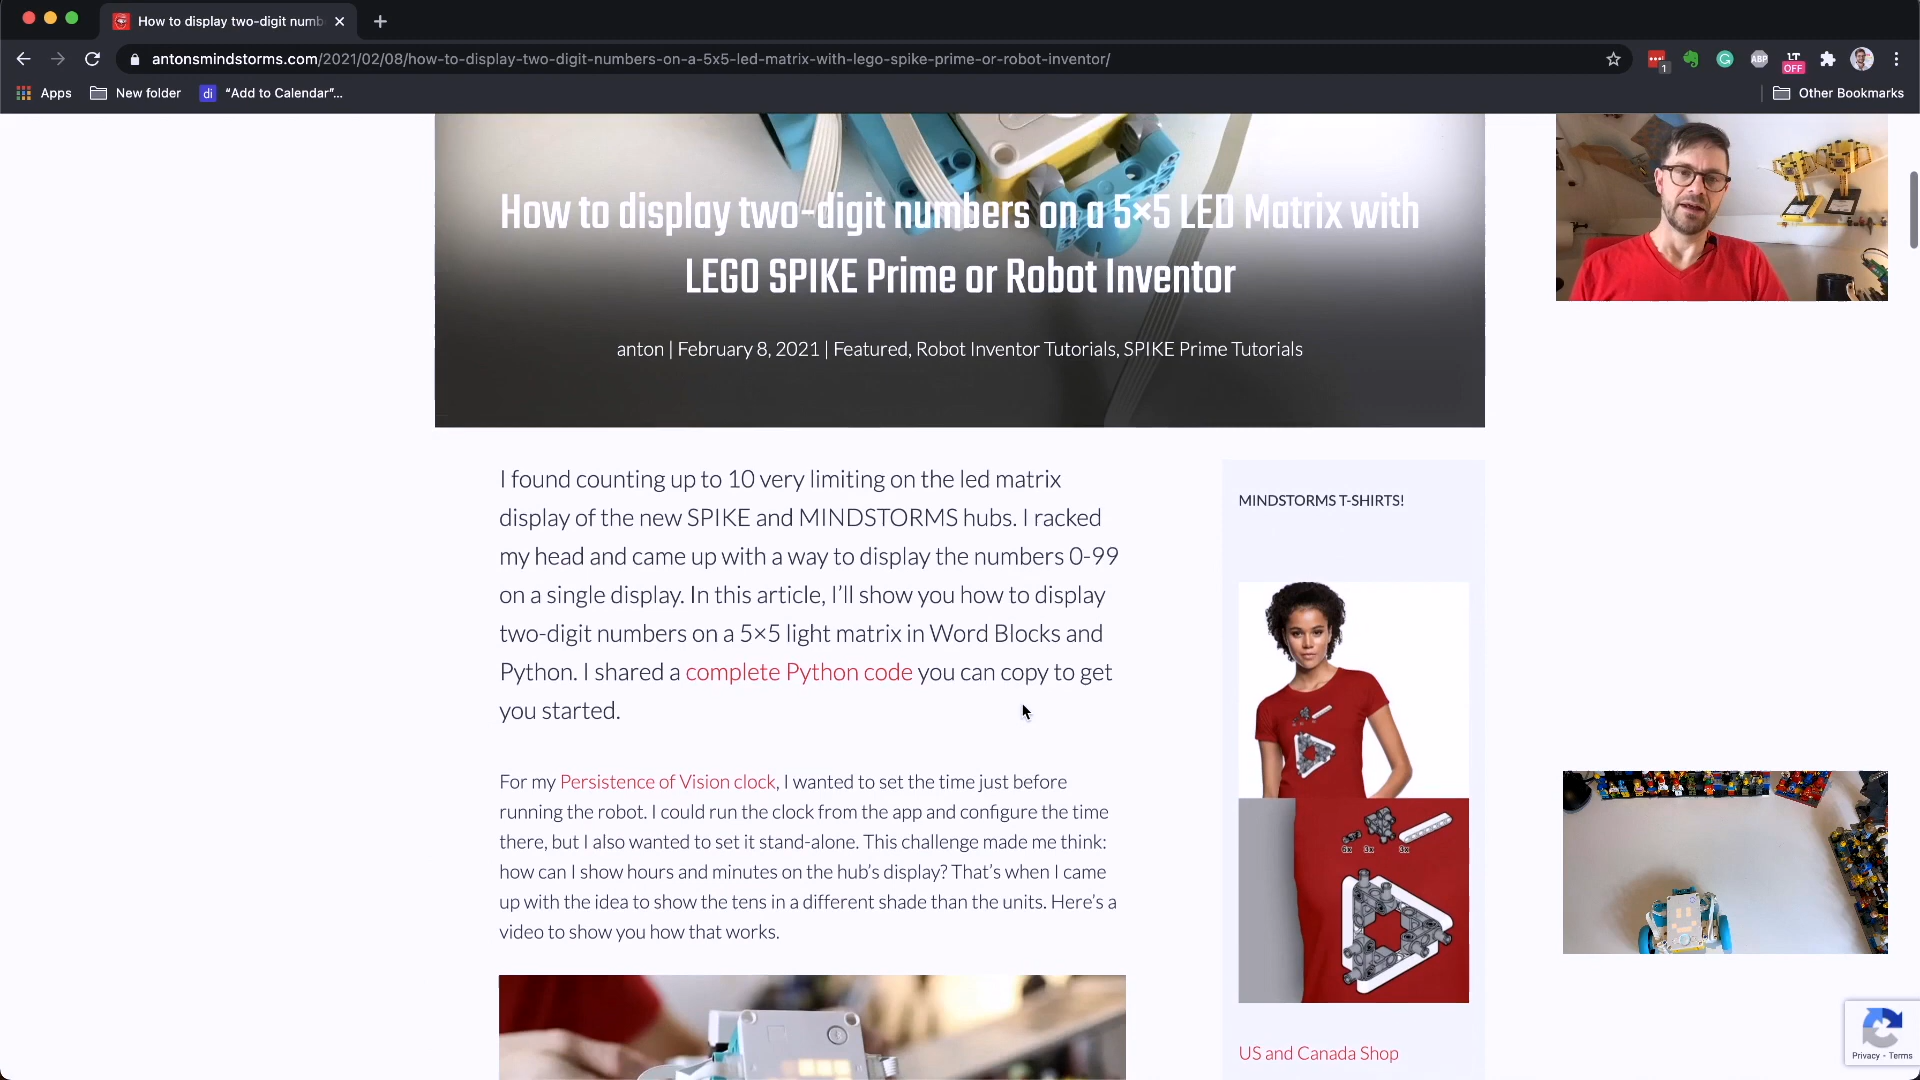 How to display two-digit numb
antonsmindstorms.com/2021/02/08/how-to-display-two-digit-numbers-on-a-5x5-led-matrix-with-lego-spike-prime-or-robot-inventor/
1
ABP
OFF
Apps
New folder
di
“Add to Calendar”...
Other Bookmarks
How to display two-digit numbers on a 5×5 LED Matrix with
LEGO SPIKE Prime or Robot Inventor
anton | February 8, 2021 | Featured, Robot Inventor Tutorials, SPIKE Prime Tutorials
I found counting up to 10 very limiting on the led matrix
display of the new SPIKE and MINDSTORMS hubs. I racked
my head and came up with a way to display the numbers 0-99
on a single display. In this article, I’ll show you how to display
two-digit numbers on a 5×5 light matrix in Word Blocks and
Python. I shared a complete Python code you can copy to get
you started.
For my Persistence of Vision clock, I wanted to set the time just before
running the robot. I could run the clock from the app and configure the time
there, but I also wanted to set it stand-alone. This challenge made me think:
how can I show hours and minutes on the hub’s display? That’s when I came
up with the idea to show the tens in a different shade than the units. Here’s a
video to show you how that works.
MINDSTORMS T-SHIRTS!
6x 3x 3x
US and Canada Shop
Privacy - Terms